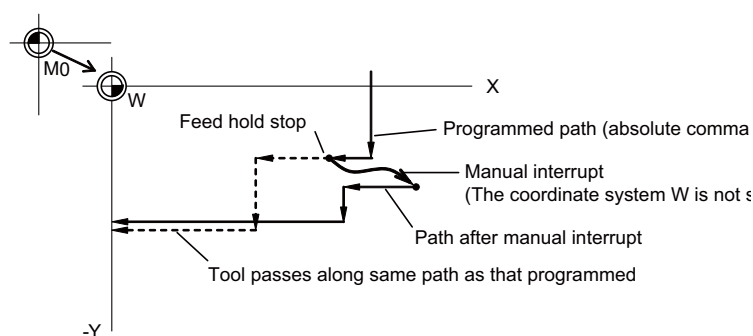 M0
W
X
Feed hold stop
Programmed path (absolute comma
Manual interrupt
(The coordinate system W is not s
Path after manual interrupt
Tool passes along same path as that programmed
-Y